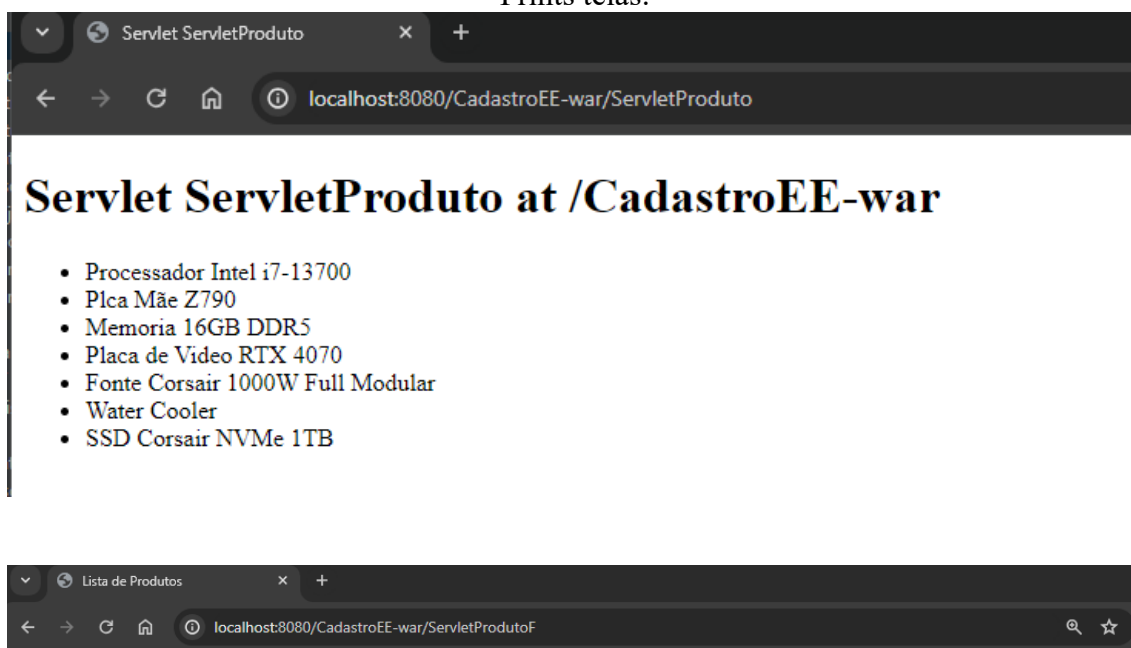 Prints telas:
Servlet ServletProduto
localhost:8080/CadastroEE-war/ServletProduto
Servlet ServletProduto at /CadastroEE-war
• Processador Intel i7-13700
• Plca Mãe Z790
• Memoria 16GB DDR5
• Placa de Video RTX 4070
• Fonte Corsair 1000W Full Modular
• Water Cooler
• SSD Corsair NVMe 1TB
Lista de Produtos
localhost:8080/CadastroEE-war/ServletProdutoF